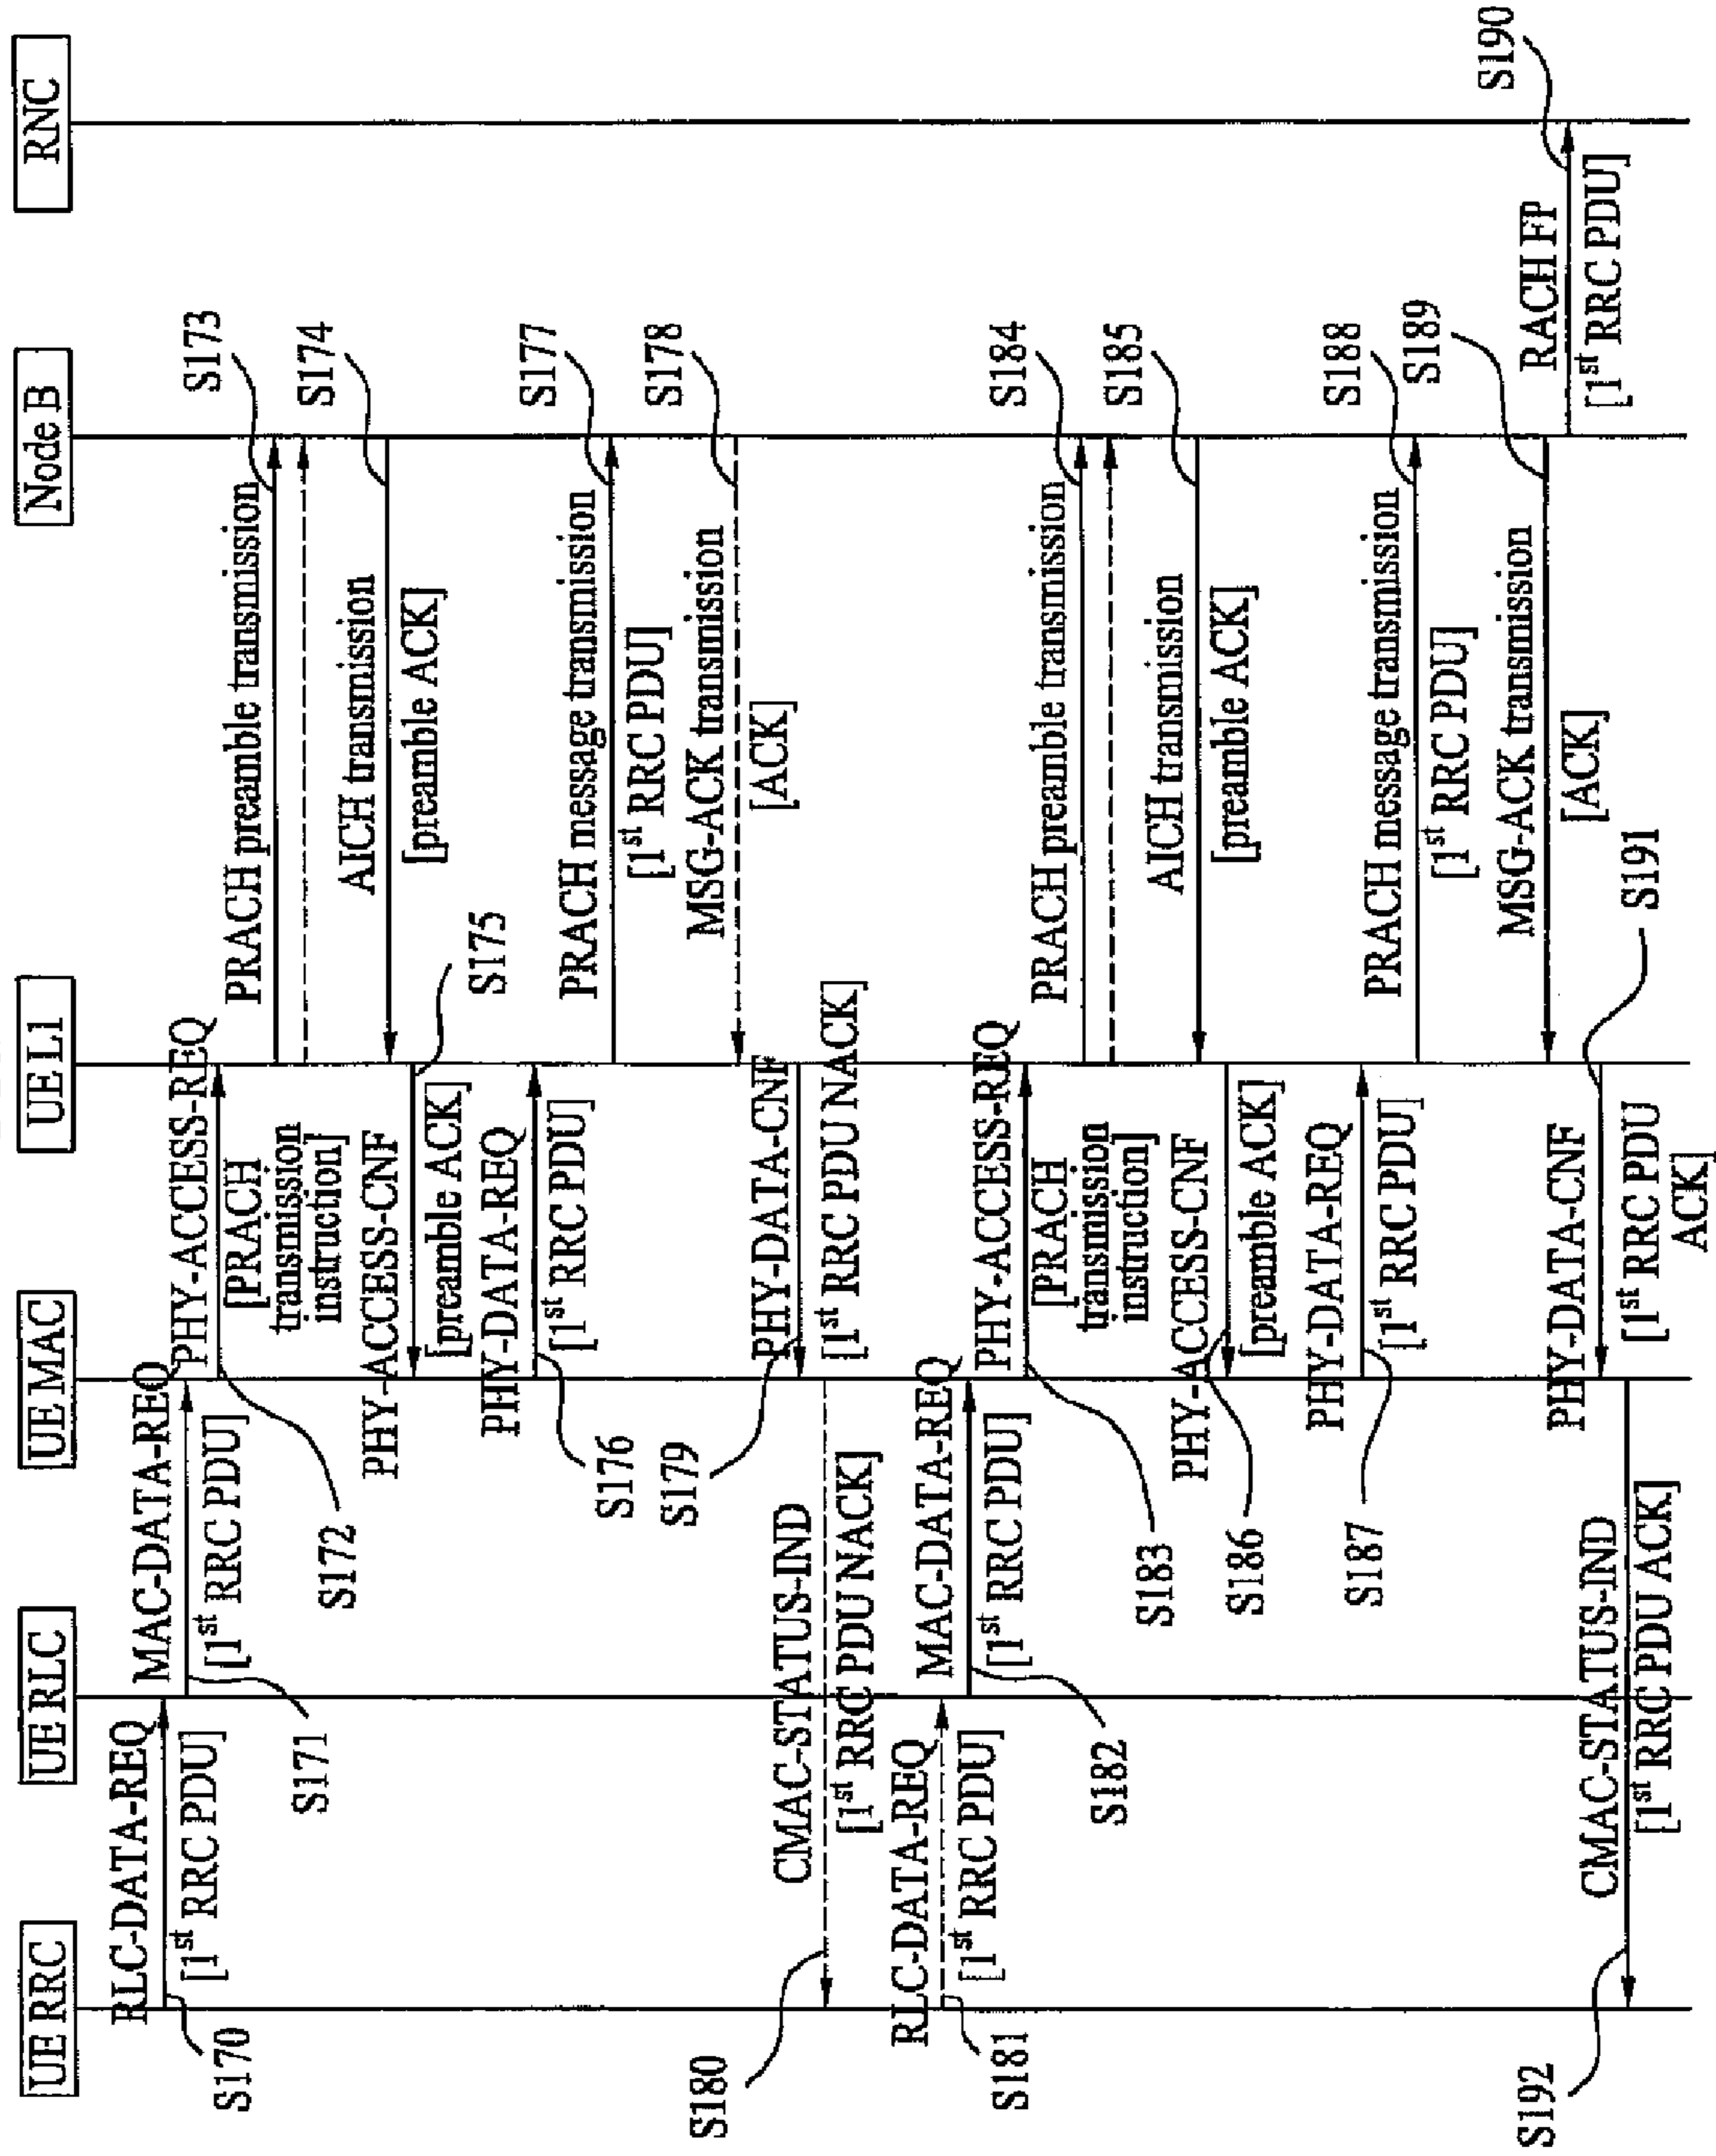 UE RRC
UE RLC
UE MAC
UE L1
Node B
RNC
RLC-DATA-REQ
[1st RRC PDU]
S170
MAC-DATA-REQ
[1st RRC PDU]
S171
PHY-ACCESS-REQ
[PRACH
transmission
instruction]
S172
PRACH preamble transmission
S173
AICH transmission
[preamble ACK]
S174
PHY-ACCESS-CNF
[preamble ACK]
S175
PHY-DATA-REQ
[1st RRC PDU]
S176
PRACH message transmission
[1st RRC PDU]
S177
MSG-ACK transmission
[ACK]
S178
PHY-DATA-CNF
[1st RRC PDU NACK]
S179
CMAC-STATUS-IND
[1st RRC PDU NACK]
S180
RLC-DATA-REQ
[1st RRC PDU]
S181
MAC-DATA-REQ
[1st RRC PDU]
S182
PHY-ACCESS-REQ
[PRACH
transmission
instruction]
S183
PRACH preamble transmission
S184
AICH transmission
[preamble ACK]
S185
PHY-ACCESS-CNF
[preamble ACK]
S186
PHY-DATA-REQ
[1st RRC PDU]
S187
PRACH message transmission
[1st RRC PDU]
S188
MSG-ACK transmission
[ACK]
S189
RACH FP
[1st RRC PDU]
S190
PHY-DATA-CNF
[1st RRC PDU
ACK]
S191
CMAC-STATUS-IND
[1st RRC PDU ACK]
S192